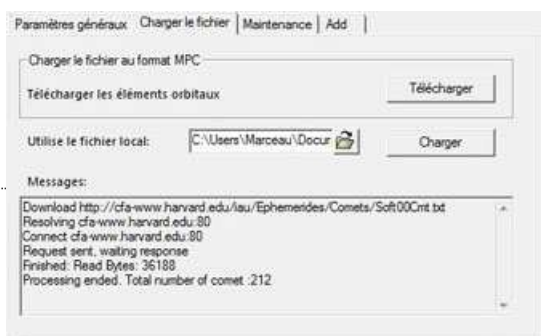 Paramètres généraux Charger le fichier Maintenance Add
Charger le fichier au format MPC
Télécharger les éléments orbitaux Télécharger
Utilise le fichier local: C:\Users\Marceau\Docur Charger
Messages:
Download http://cfa-www.harvard.edu/iau/Ephemerides/Comets/Soft00Cmt.txt
Resolving cfa-www.harvard.edu:80
Connect cfa-www.harvard.edu:80
Request sent, waiting response
Finished: Read Bytes: 36188
Processing ended. Total number of comet :212